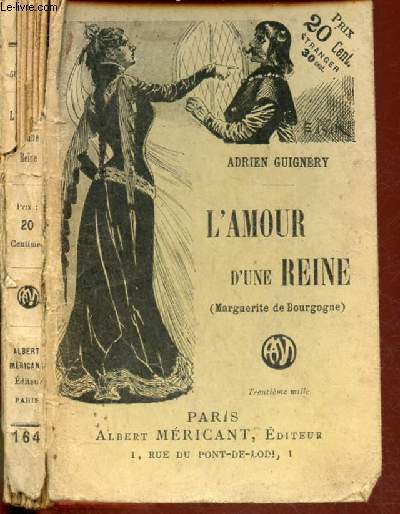 Le-livre.com
PRIX
20 Cent.
ÉTRANGER
30 cent.
ADRIEN GUIGNERY
L'AMOUR
D'UNE REINE
(Marguerite de Bourgogne)
AM
Trentième mille
PARIS
ALBERT MÉRICANT, ÉDITEUR
1, RUE DU PONT-DE-LODI, 1
Reine
Prix :
20
Centimes
AM
ALBERT
MÉRICANT
Éditeur
PARIS
164